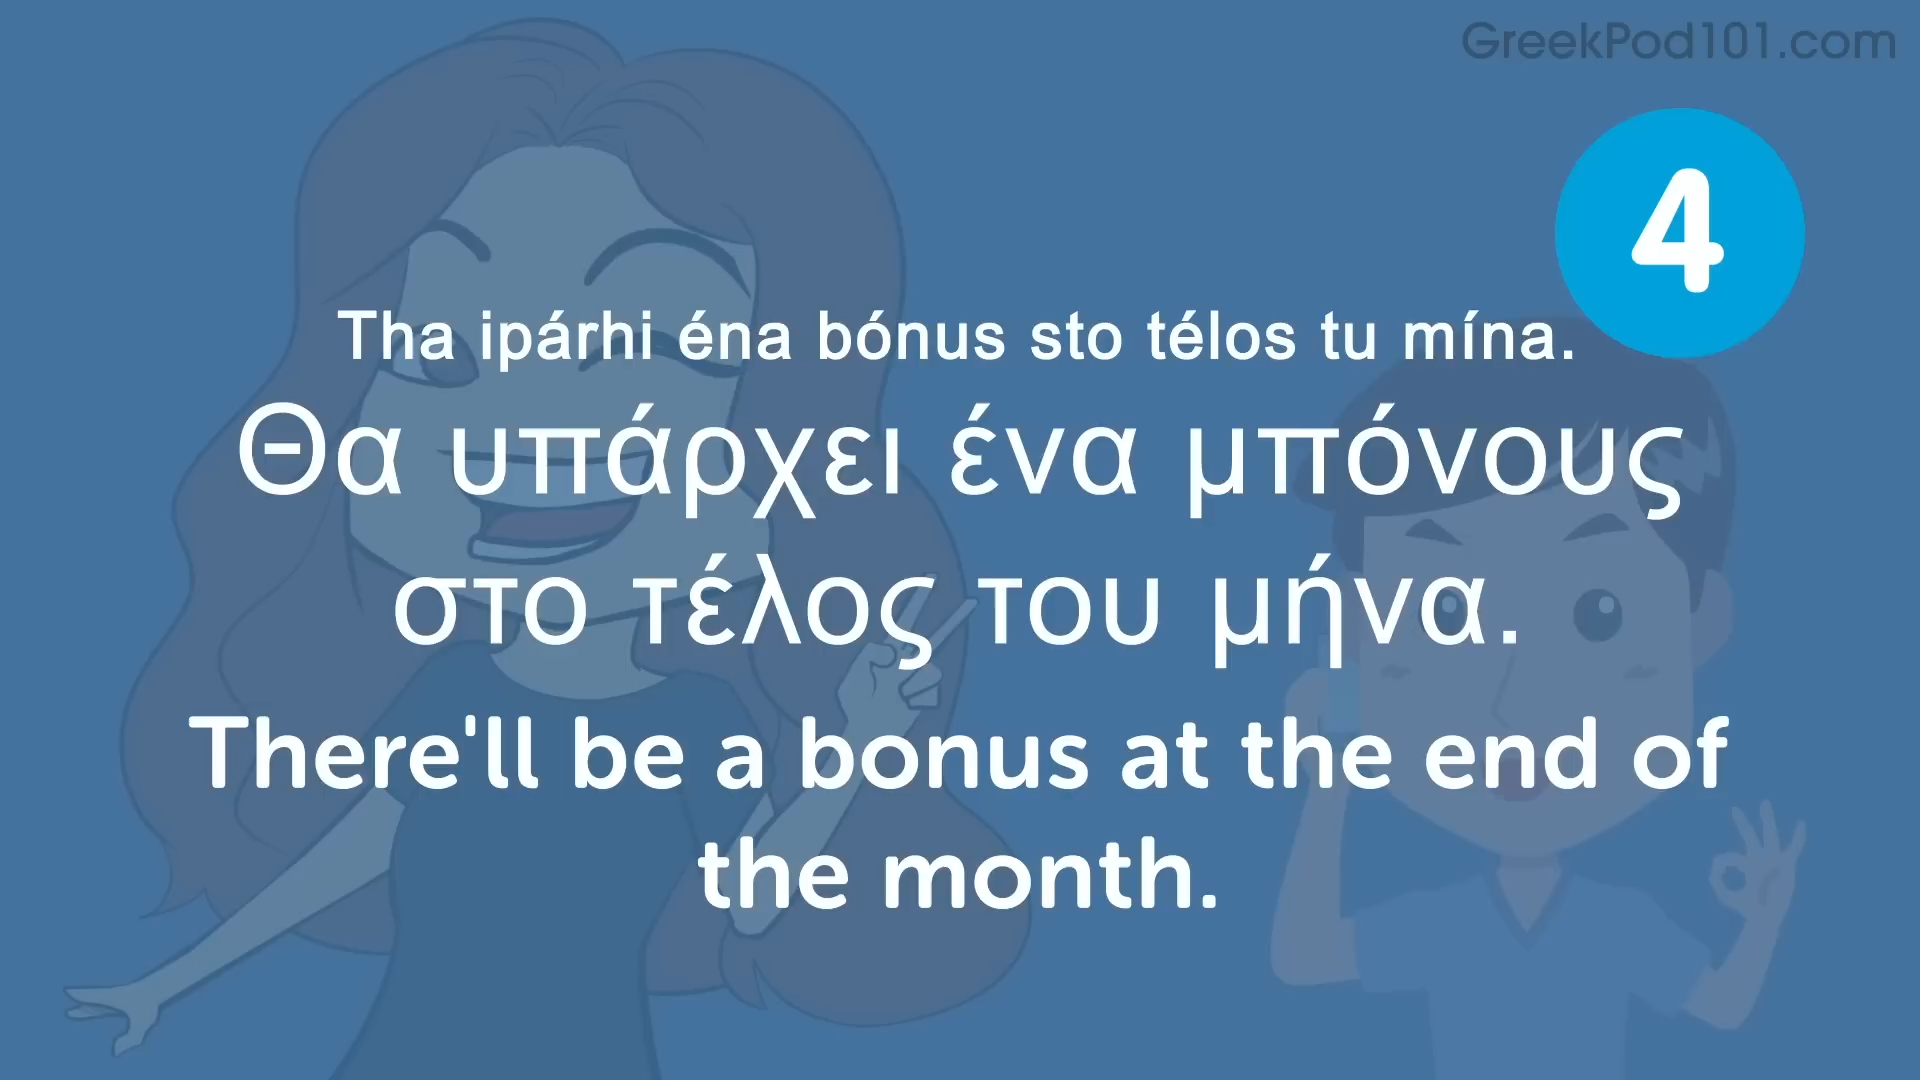 GreekPod101.com
4
Tha ipárhi éna bónus sto télos tu mína.
Θα υπάρχει ένα μπόνους
στο τέλος του μήνα.
There'll be a bonus at the end of
the month.